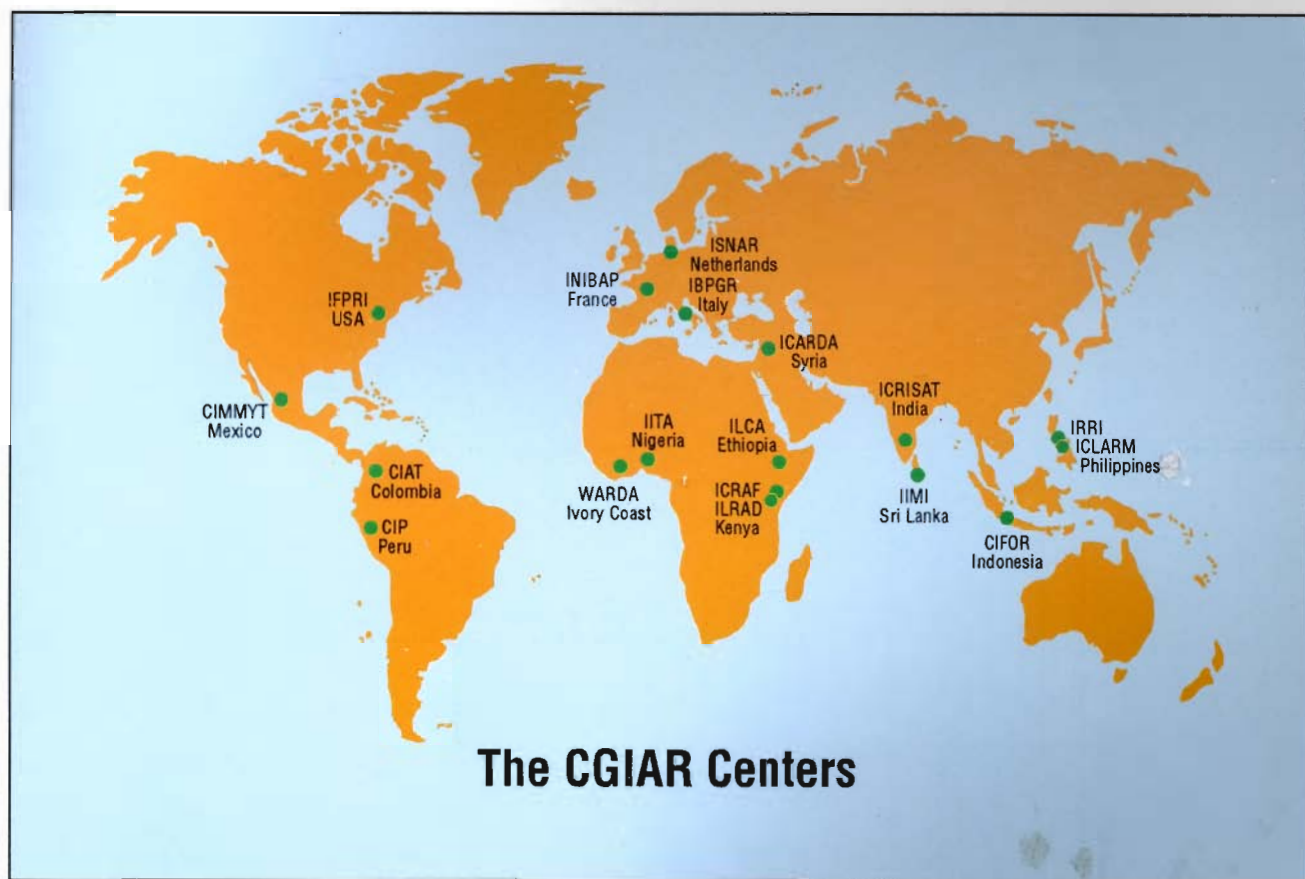 ISNAR
Netherlands
INIBAP
France
IBPGR
Italy
IFPRI
USA
ICARDA
Syria
CIMMYT
Mexico
IITA
Nigeria
ILCA
Ethiopia
ICRISAT
India
IRRI
ICLARM
Philippines
CIAT
Colombia
WARDA
Ivory Coast
ICRAF
ILRAD
Kenya
IIMI
Sri Lanka
CIP
Peru
CIFOR
Indonesia
The CGIAR Centers